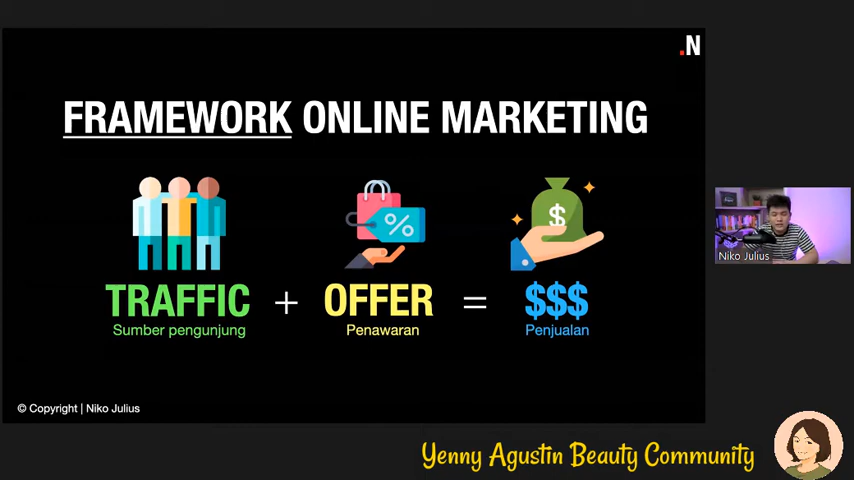 .N
FRAMEWORK ONLINE MARKETING
%
$
TRAFFIC + OFFER = $$$
Sumber pengunjung Penawaran Penjualan
Niko Julius
© Copyright | Niko Julius
Yenny Agustin Beauty Community